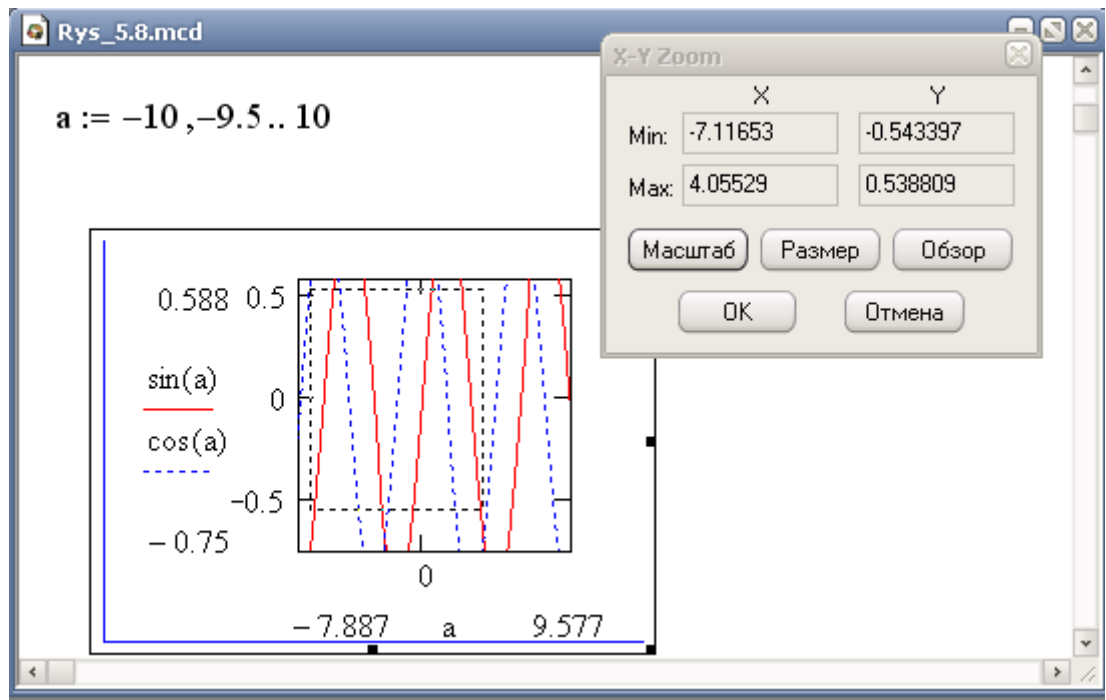 Rys_5.8.mcd
X-Y Zoom
X Y
Min: -7.11653 -0.543397
Max: 4.05529 0.538809
Масштаб Размер Обзор
OK Отмена
a := −10 ,−9.5 .. 10
0.588 0.5
sin(a)
0
cos(a)
−0.5
− 0.75
0
− 7.887 a 9.577